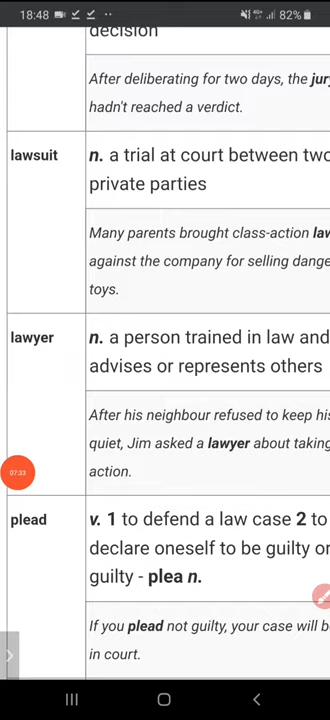 18:48 82%
decision
After deliberating for two days, the jury
hadn't reached a verdict.
lawsuit
n. a trial at court between two
private parties
Many parents brought class-action
against the company for selling
toys.
lawyer
n. a person trained in law and
advises or represents others
After his neighbour refused to keep his
quiet, Jim asked a lawyer about taking
action.
07:33
plead
v. 1 to defend a law case 2 to
declare oneself to be guilty or
guilty - plea n.
If you plead not guilty, your case will
in court.